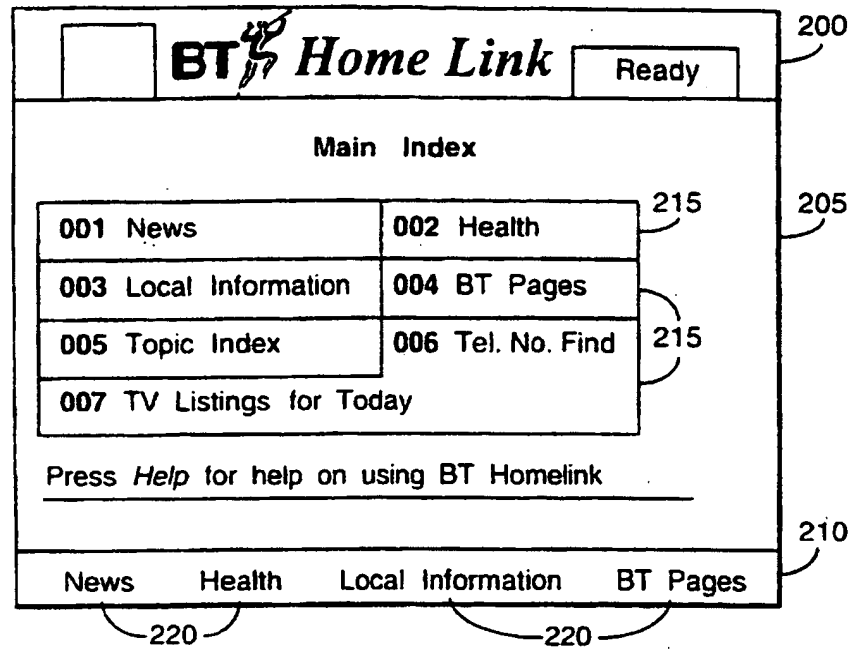 BT Home Link Ready 200
Main Index
001 News 002 Health 215 205
003 Local Information 004 BT Pages
005 Topic Index 006 Tel. No. Find 215
007 TV Listings for Today
Press Help for help on using BT Homelink
210
News Health Local Information BT Pages
220 220